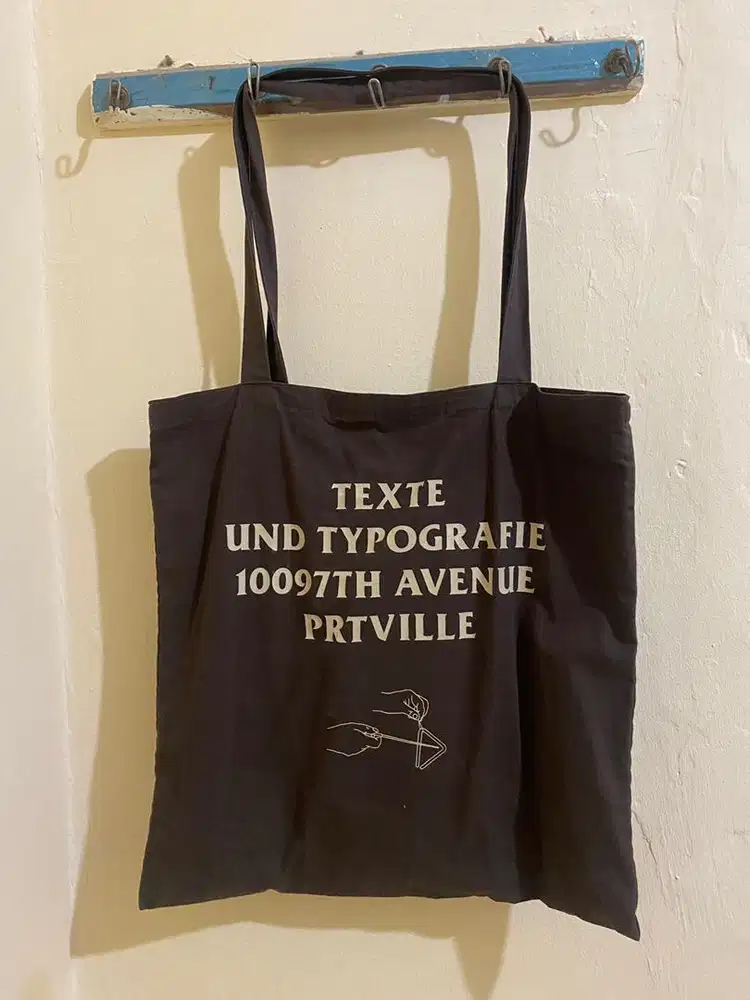 TEXTE
UND TYPOGRAFIE
10097TH AVENUE
PRTVILLE